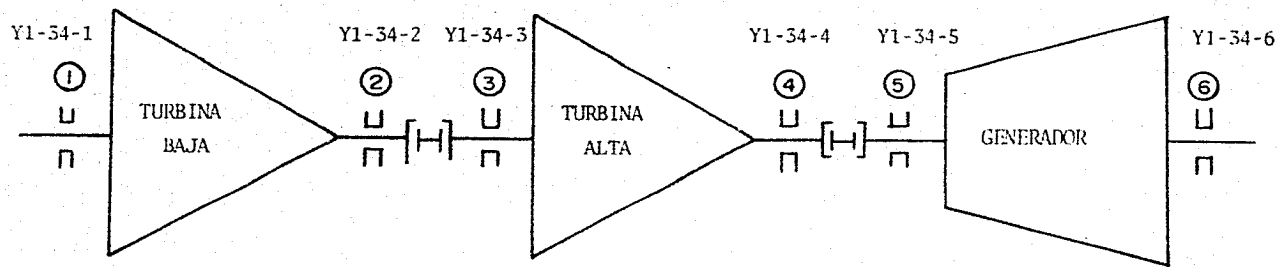 Y1-34-1
Y1-34-2
Y1-34-3
Y1-34-4
Y1-34-5
Y1-34-6
1
2
3
4
5
6
TURBINA
BAJA
TURBINA
ALTA
GENERADOR